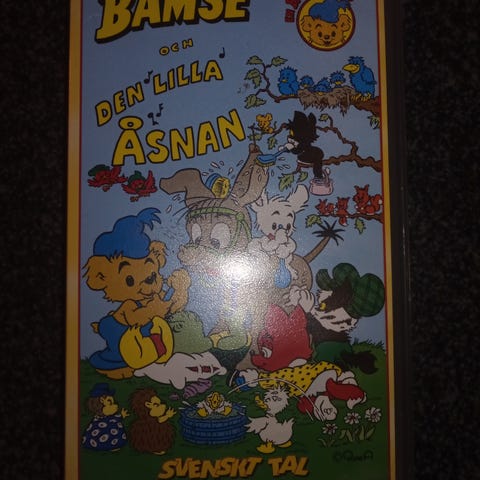 BAMSE
OCH
DEN LILLA
ÅSNAN
SVENSKT TAL